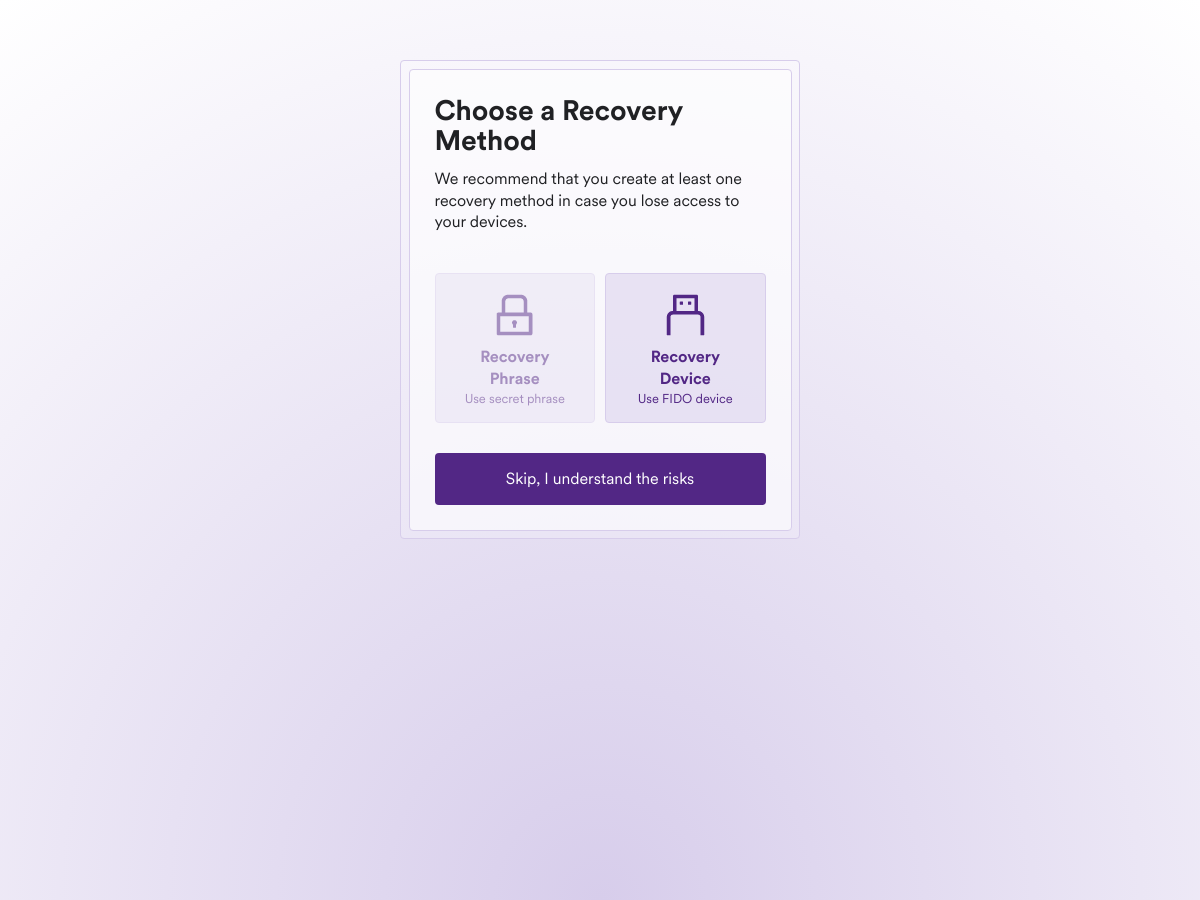 Choose a Recovery
Method
We recommend that you create at least one
recovery method in case you lose access to
your devices.
Recovery
Phrase
Use secret phrase
Recovery
Device
Use FIDO device
Skip, I understand the risks